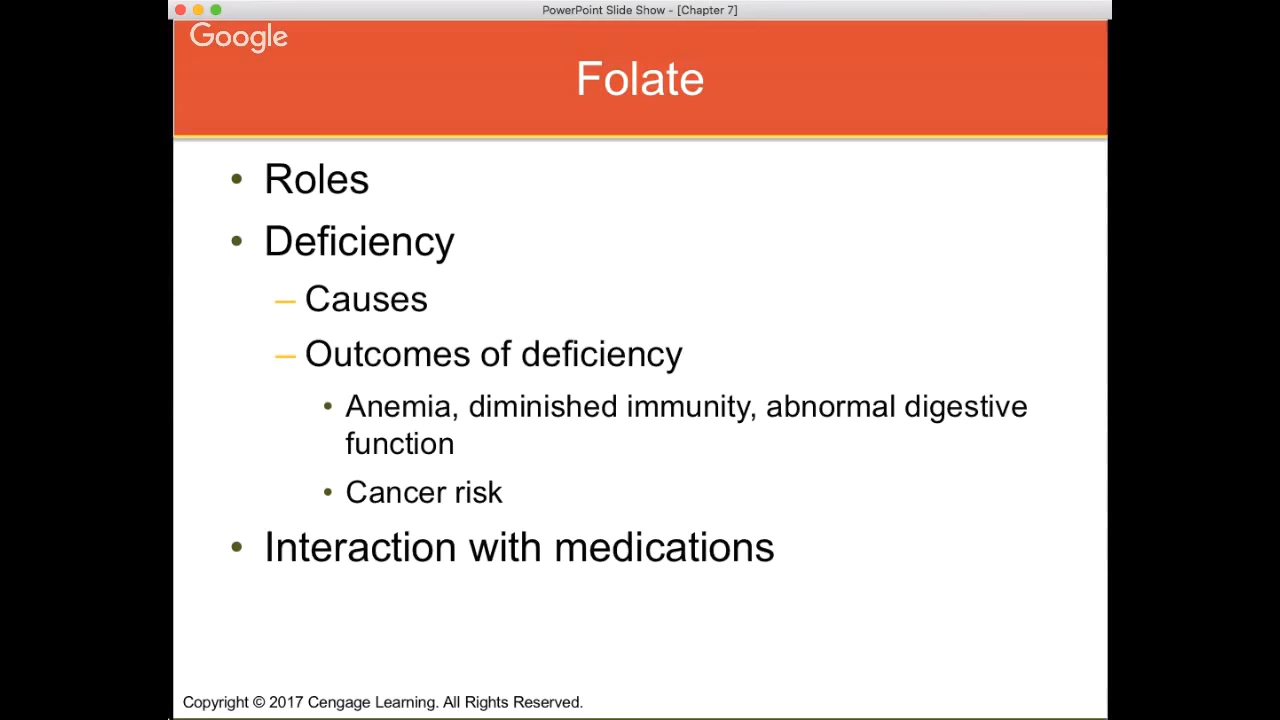 PowerPoint Slide Show - [Chapter 7]
Google
Folate
• Roles
• Deficiency
– Causes
– Outcomes of deficiency
• Anemia, diminished immunity, abnormal digestive
function
• Cancer risk
• Interaction with medications
Copyright © 2017 Cengage Learning. All Rights Reserved.